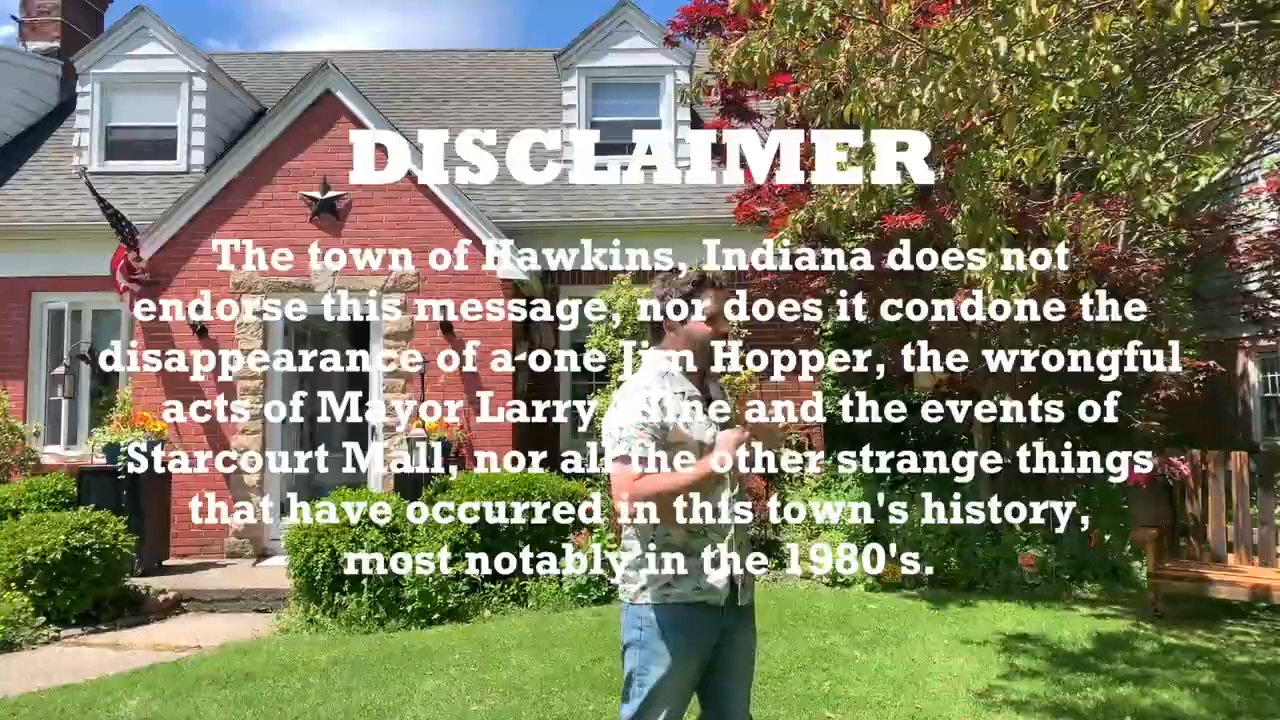 DISCLAIMER
The town of Hawkins, Indiana does not
endorse this message, nor does it condone the
disappearance of a-one Jim Hopper, the wrongful
acts of Mayor Larry Kline and the events of
Starcourt Mall, nor all the other strange things
that have occurred in this town's history,
most notably in the 1980's.